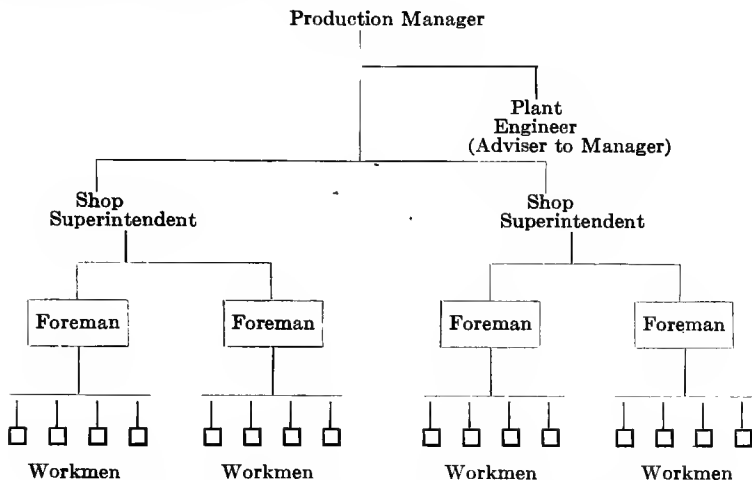 Production Manager
Plant
Engineer
(Adviser to Manager)
Shop
Superintendent
Shop
Superintendent
Foreman
Foreman
Foreman
Foreman
Workmen
Workmen
Workmen
Workmen